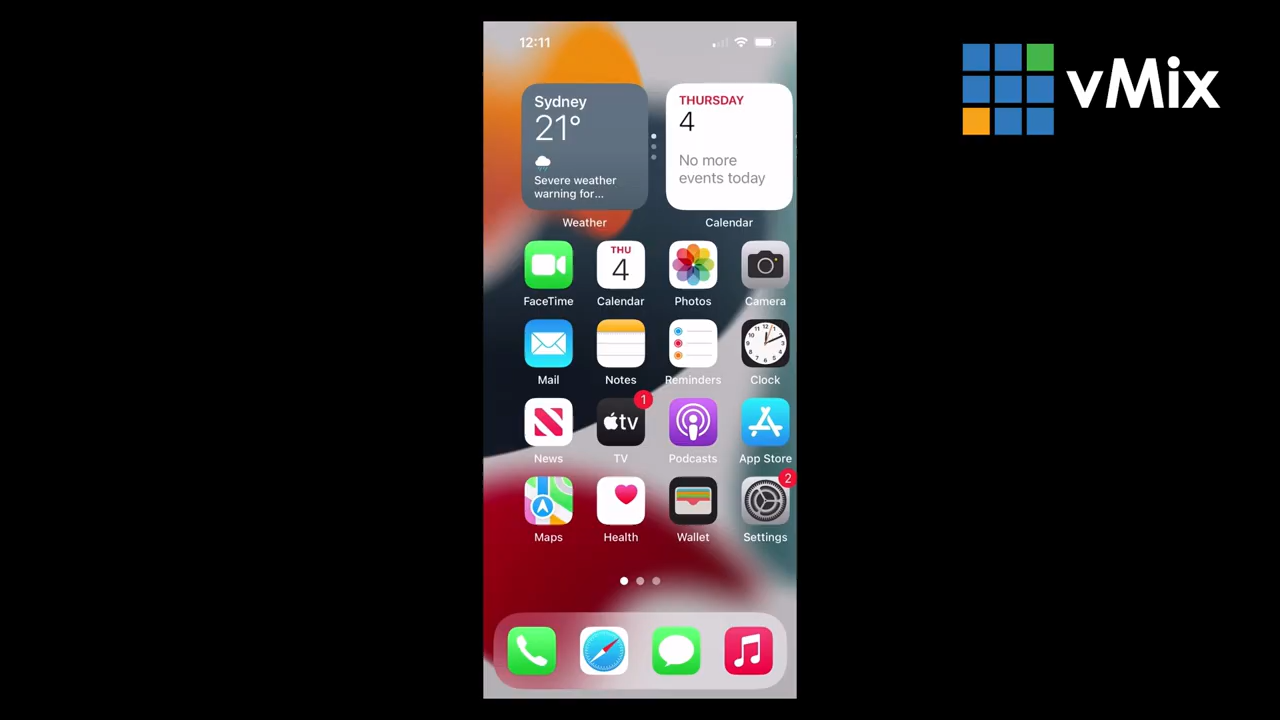 12:11
vMix
Sydney
21°
Severe weather
warning for...
Weather
THURSDAY
4
No more
events today
Calendar
THU
4
FaceTime
Calendar
Photos
Camera
Mail
Notes
Reminders
Clock
1
tv
News
TV
Podcasts
App Store
2
Maps
Health
Wallet
Settings